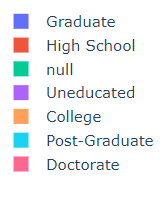 Graduate
High School
null
Uneducated
College
Post-Graduate
Doctorate